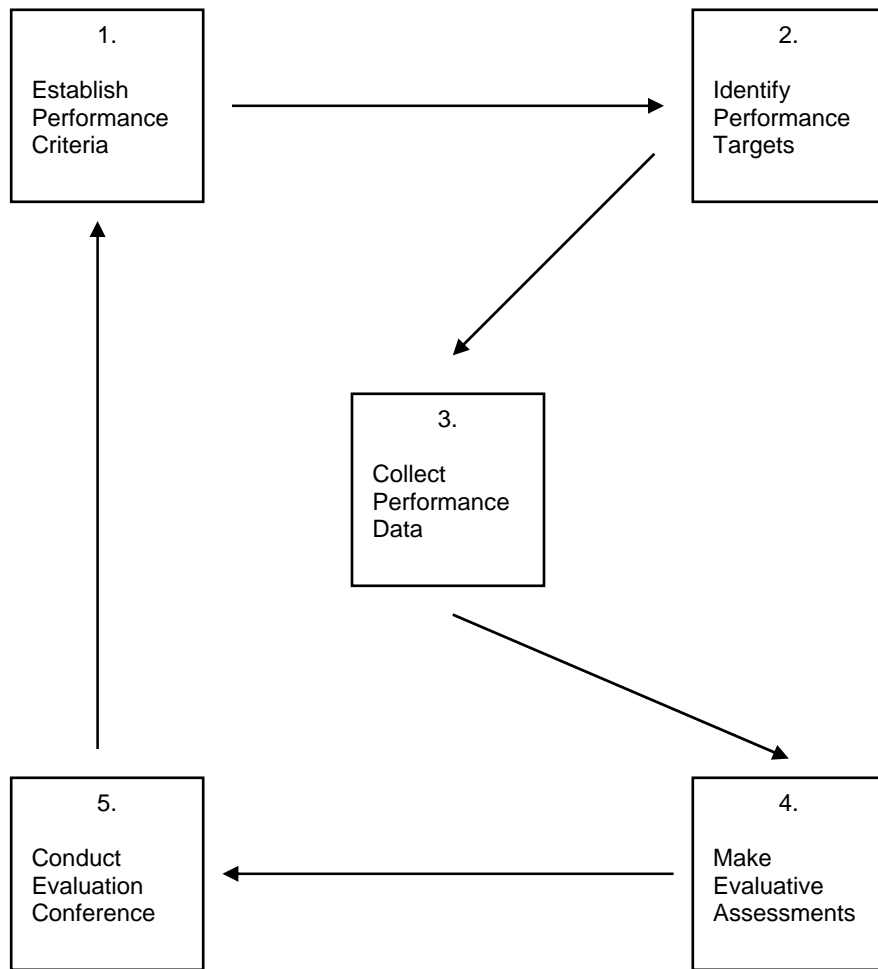 1.
Establish
Performance
Criteria
2.
Identify
Performance
Targets
3.
Collect
Performance
Data
4.
Make
Evaluative
Assessments
5.
Conduct
Evaluation
Conference